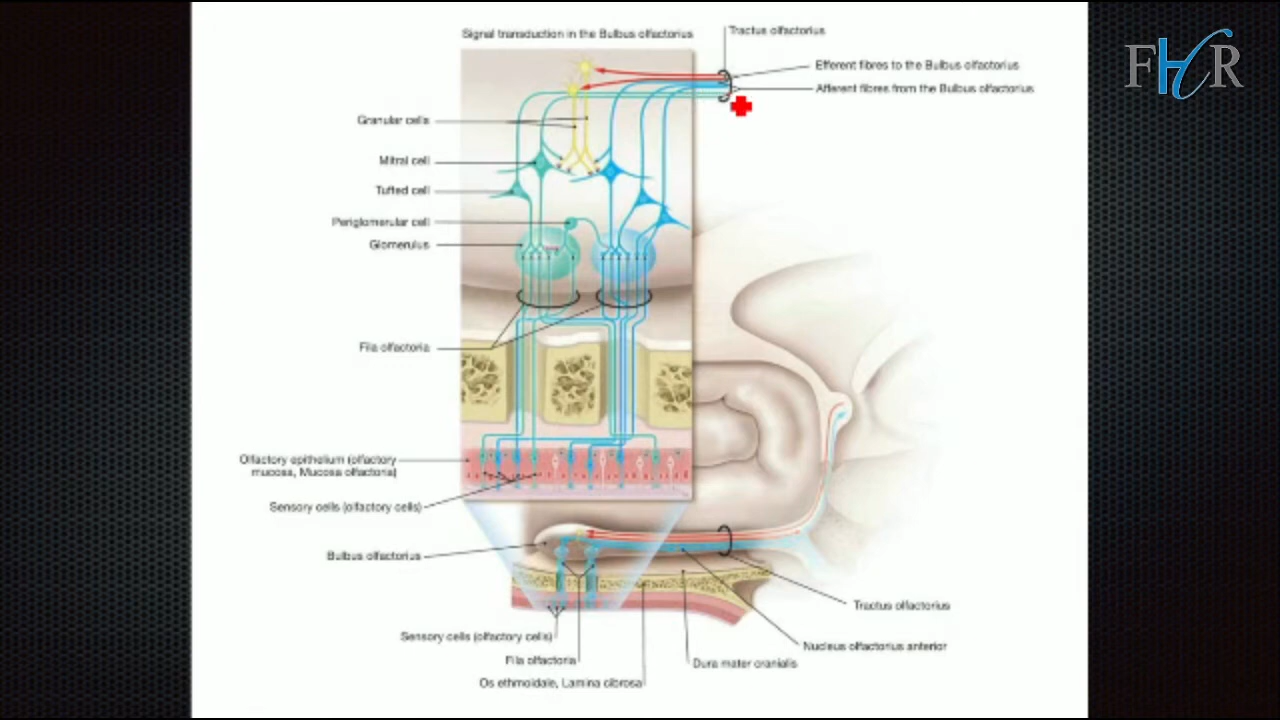 Signal transduction in the Bulbus olfactorius
Tractus olfactorius
Efferent fibres to the Bulbus olfactorius
Afferent fibres from the Bulbus olfactorius
FHR
Granular cells
Mitral cell
Tufted cell
Periglomerular cell
Glomerulus
Fila olfactoria
Olfactory epithelium (olfactory
mucosa, Mucosa olfactoria)
Sensory cells (olfactory cells)
Bulbus olfactorius
Tractus olfactorius
Sensory cells (olfactory cells)
Nucleus olfactorius anterior
Fila olfactoria
Dura mater cranialis
Os ethmoidale, Lamina cibrosa